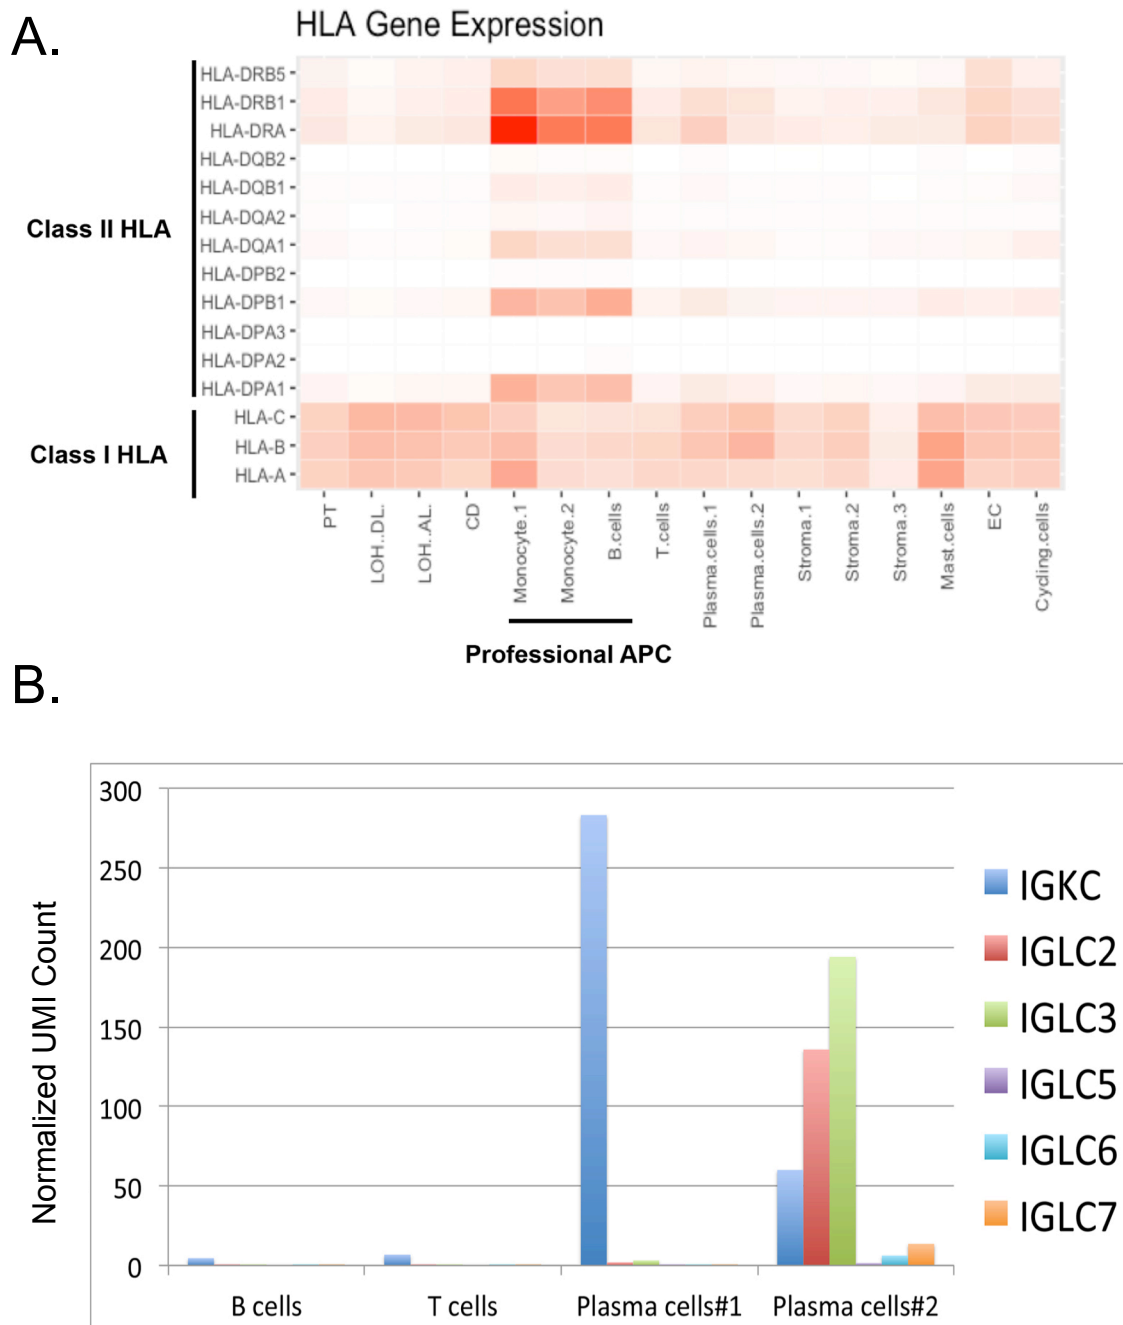 A.
HLA Gene Expression
HLA-DRB5
HLA-DRB1
HLA-DRA
HLA-DQB2
HLA-DQB1
HLA-DQA2
HLA-DQA1
HLA-DPB2
HLA-DPB1
HLA-DPA3
HLA-DPA2
HLA-DPA1
HLA-C
HLA-B
HLA-A
Class II HLA
Class I HLA
PT
LOH..DL.
LOH..AL.
CD
Monocyte.1
Monocyte.2
B.cells
T.cells
Plasma.cells.1
Plasma.cells.2
Stroma.1
Stroma.2
Stroma.3
Mast.cells
EC
Cycling.cells
Professional APC
B.
Normalized UMI Count
300
250
200
150
100
50
0
B cells
T cells
Plasma cells#1
Plasma cells#2
IGKC
IGLC2
IGLC3
IGLC5
IGLC6
IGLC7